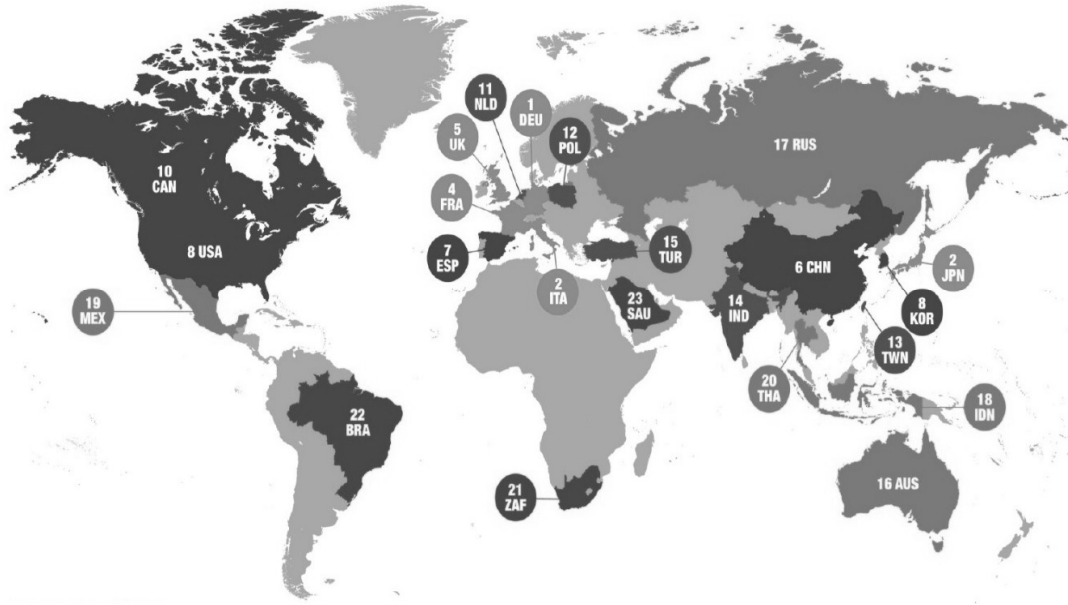 11
NLD
1
DEU
12
POL
5
UK
17 RUS
10
CAN
4
FRA
8 USA
7
ESP
15
TUR
6 CHN
2
JPN
2
ITA
19
MEX
23
SAU
14
IND
8
KOR
13
TWN
20
THA
18
IDN
22
BRA
21
ZAF
16 AUS